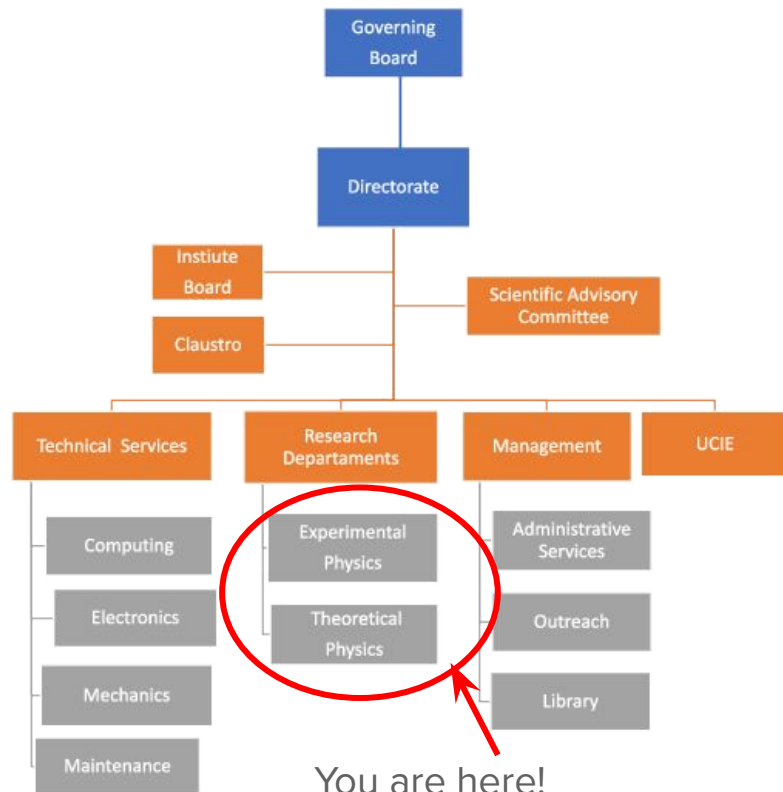 Governing
Board
Directorate
Instiute
Board
Scientific Advisory
Committee
Claustro
Technical Services
Research
Departaments
Management
UCIE
Computing
Experimental
Physics
Administrative
Services
Electronics
Theoretical
Physics
Outreach
Mechanics
Library
Maintenance
You are here!